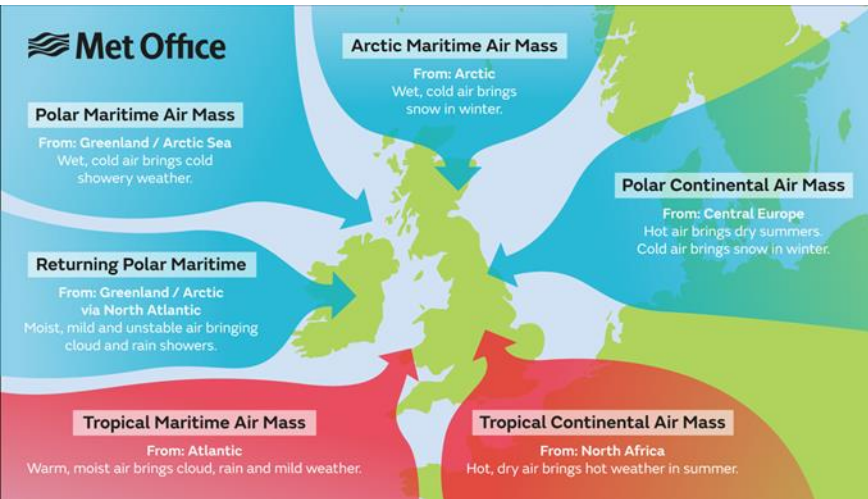 Met Office
Arctic Maritime Air Mass
From: Arctic
Wet, cold air brings
snow in winter.
Polar Maritime Air Mass
From: Greenland / Arctic Sea
Wet, cold air brings cold
showery weather.
Polar Continental Air Mass
From: Central Europe
Hot air brings dry summers.
Cold air brings snow in winter.
Returning Polar Maritime
From: Greenland / Arctic
via North Atlantic
Moist, mild and unstable air bringing
cloud and rain showers.
Tropical Maritime Air Mass
From: Atlantic
Warm, moist air brings cloud, rain and mild weather.
Tropical Continental Air Mass
From: North Africa
Hot, dry air brings hot weather in summer.